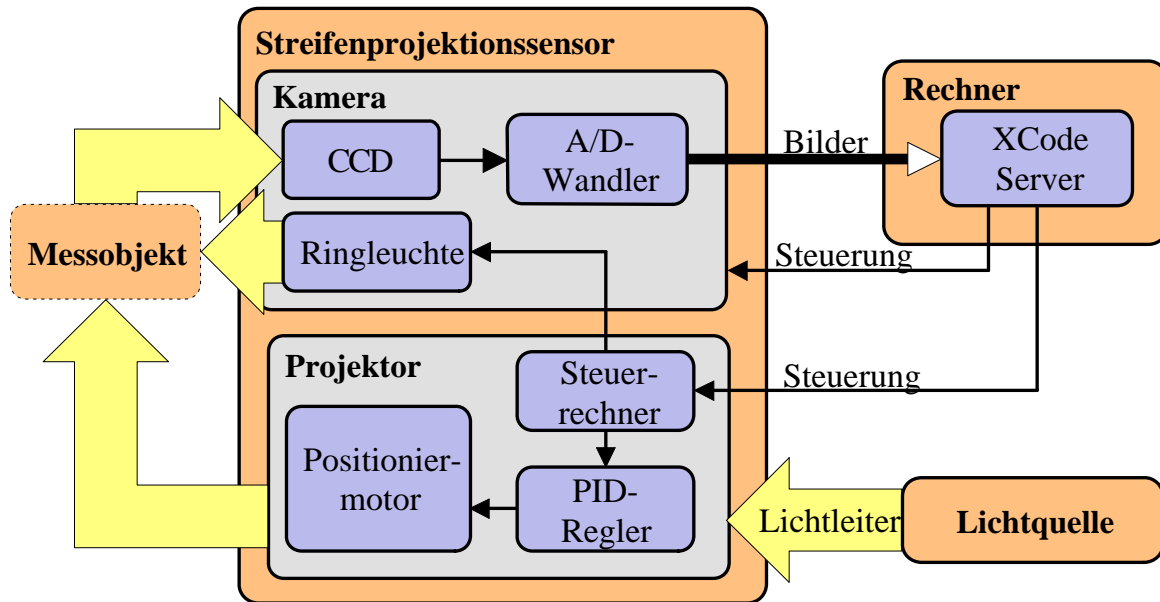 Streifenprojektionssensor
Kamera
CCD
A/D-
Wandler
Ringleuchte
Messobjekt
Bilder
Rechner
XCode
Server
Steuerung
Projektor
Steuer-
rechner
Steuerung
Positionier-
motor
PID-
Regler
Lichtleiter
Lichtquelle